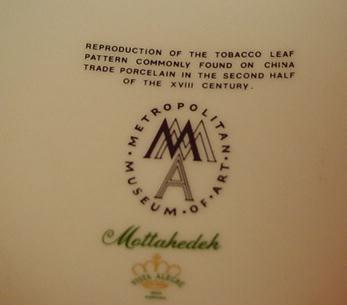 REPRODUCTION OF THE TOBACCO LEAF
PATTERN COMMONLY FOUND ON CHINA
TRADE PORCELAIN IN THE SECOND HALF
OF THE XVIII CENTURY.
METROPOLITAN
MMA
MUSEUM · OF · ART
Mottahedeh
VISTA ALEGRE